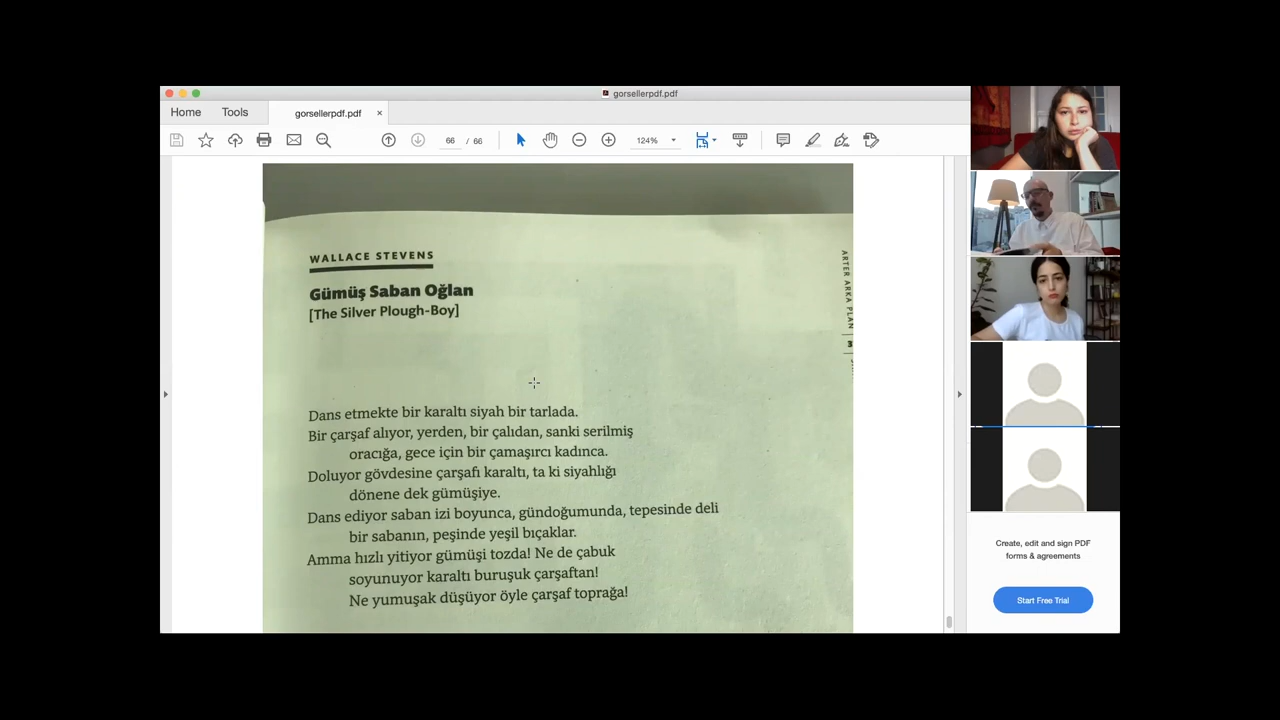 gorsellerpdf.pdf
Home
Tools
gorsellerpdf.pdf ×
66 / 66
124%
WALLACE STEVENS
Gümüş Saban Oğlan
[The Silver Plough-Boy]
ARTER ARKA PLAN
Dans etmekte bir karaltı siyah bir tarlada.
Bir çarşaf alıyor, yerden, bir çalıdan, sanki serilmiş
oracığa, gece için bir çamaşırcı kadınca.
Doluyor gövdesine çarşafı karaltı, ta ki siyahlığı
dönene dek gümüşiye.
Dans ediyor saban izi boyunca, gündoğumunda, tepesinde deli
bir sabanın, peşinde yeşil bıçaklar.
Amma hızlı yitiyor gümüşi tozda! Ne de çabuk
soyunuyor karaltı buruşuk çarşaftan!
Ne yumuşak düşüyor öyle çarşaf toprağa!
Create, edit and sign PDF
forms & agreements
Start Free Trial